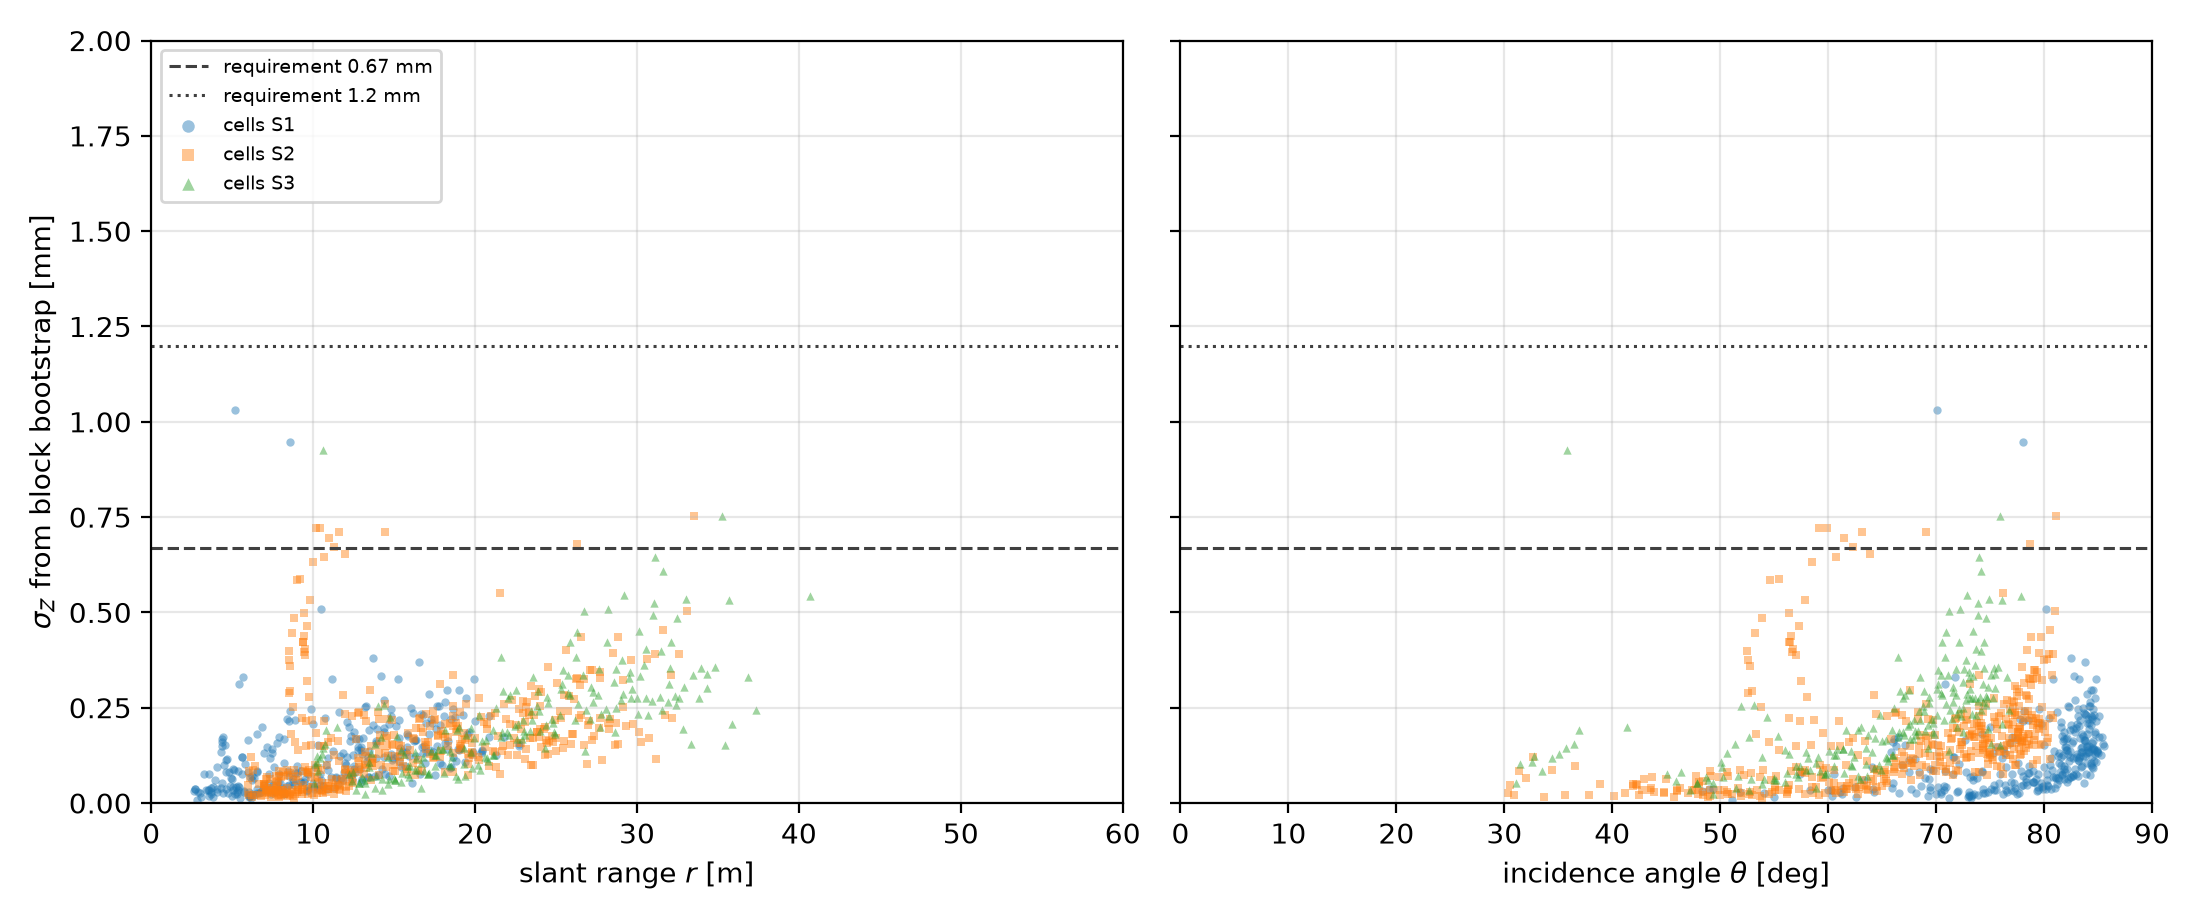 2.00
1.75
1.50
1.25
1.00
0.75
0.50
0.25
0.00
σZ from block bootstrap [mm]
requirement 0.67 mm
requirement 1.2 mm
cells S1
cells S2
cells S3
0 10 20 30 40 50 60
slant range r [m]
0 10 20 30 40 50 60 70 80 90
incidence angle θ [deg]